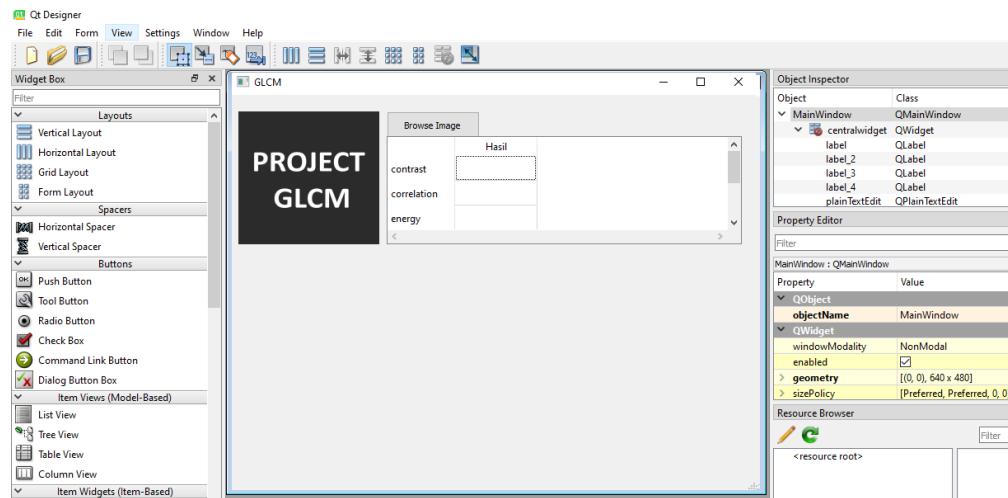 Qt Designer
File Edit Form View Settings Window Help
Widget Box
Filter
Layouts
Vertical Layout
Horizontal Layout
Grid Layout
Form Layout
Spacers
Horizontal Spacer
Vertical Spacer
Buttons
OK Push Button
Tool Button
Radio Button
Check Box
Command Link Button
Dialog Button Box
Item Views (Model-Based)
List View
Tree View
Table View
Column View
Item Widgets (Item-Based)
GLCM
PROJECT
GLCM
Browse Image
Hasil
contrast
correlation
energy
Object Inspector
Object Class
MainWindow QMainWindow
centralwidget QWidget
label QLabel
label_2 QLabel
label_3 QLabel
label_4 QLabel
plainTextEdit QPlainTextEdit
Property Editor
Filter
MainWindow : QMainWindow
Property Value
QObject
objectName MainWindow
QWidget
windowModality NonModal
enabled
geometry [(0, 0), 640 x 480]
sizePolicy [Preferred, Preferred, 0, 0
Resource Browser
Filter
<resource root>